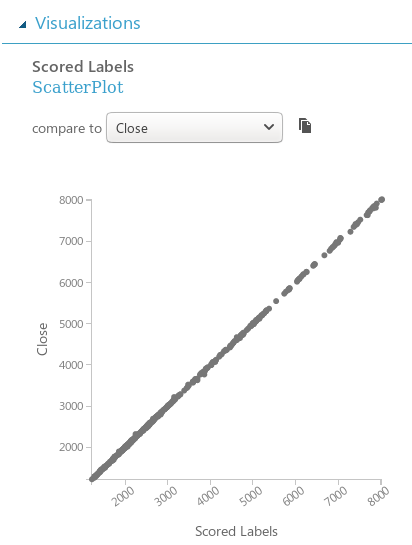 Visualizations
Scored Labels
ScatterPlot
compare to Close
8000
7000
6000
5000
4000
3000
2000
Close
2000 3000 4000 5000 6000 7000 8000
Scored Labels